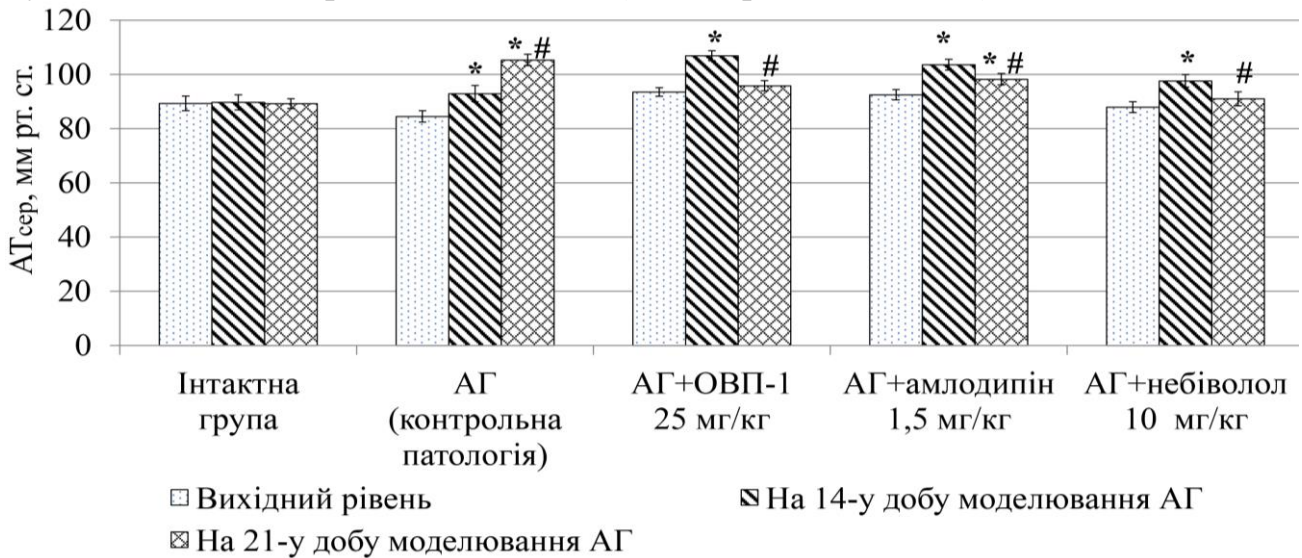 120
100
80
60
40
20
0
АТсер, мм рт. ст.
* * # * # * * # * #
Інтактна група
АГ (контрольна патологія)
АГ+ОВП-1 25 мг/кг
АГ+амлодипін 1,5 мг/кг
АГ+небіволол 10 мг/кг
Вихідний рівень
На 14-у добу моделювання АГ
На 21-у добу моделювання АГ